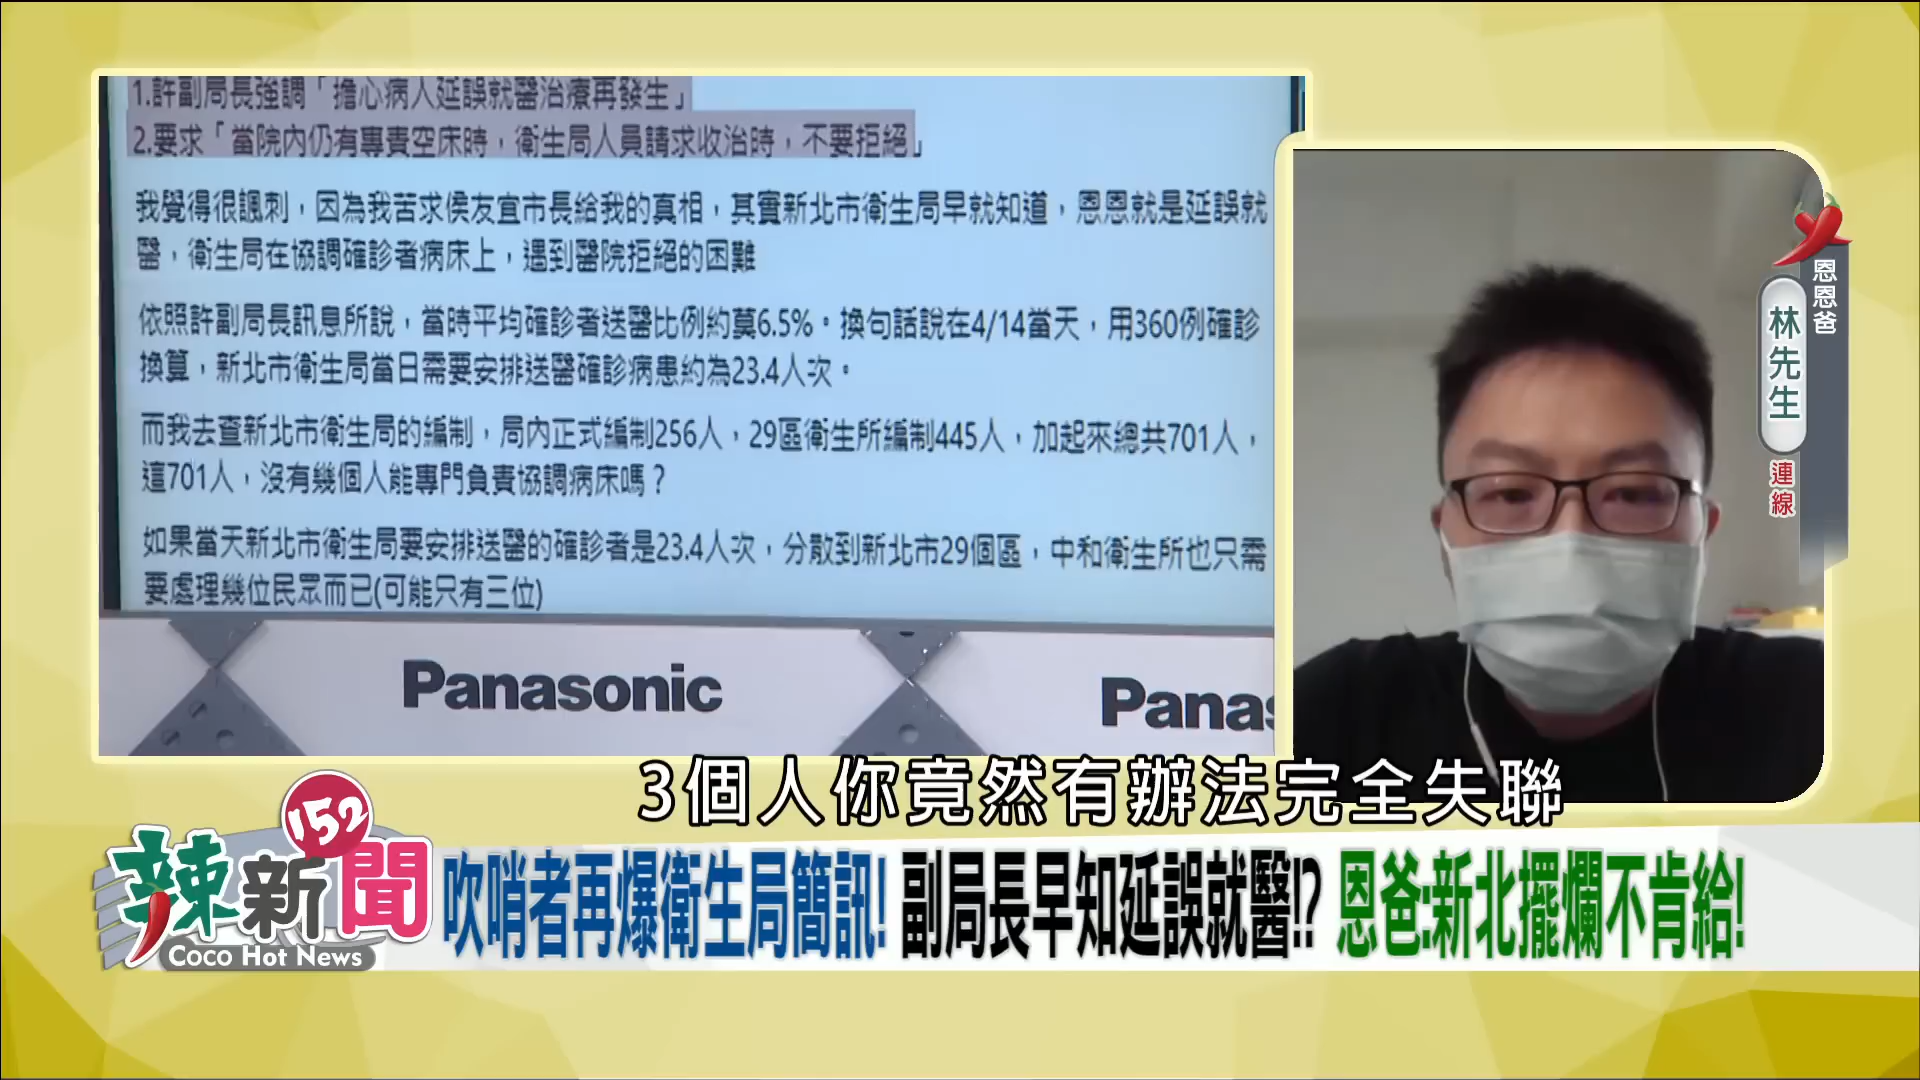 1.許副局長強調「擔心病人延誤就醫治療再發生」
2.要求「當院內仍有專責空床時，衛生局人員請求收治時，不要拒絕」
我覺得很諷刺，因為我苦求侯友宜市長給我的真相，其實新北市衛生局早就知道，恩恩就是延誤就
醫，衛生局在協調確診者病床上，遇到醫院拒絕的困難
依照許副局長訊息所說，當時平均確診者送醫比例約莫6.5%。換句話說在4/14當天，用360例確診
換算，新北市衛生局當日需要安排送醫確診病患約為23.4人次。
而我去查新北市衛生局的編制，局內正式編制256人，29區衛生所編制445人，加起來總共701人，
這701人，沒有幾個人能專門負責協調病床嗎？
如果當天新北市衛生局要安排送醫的確診者是23.4人次，分散到新北市29個區，中和衛生所也只需
要處理幾位民眾而已(可能只有三位)
Panasonic
Panas
恩恩爸
林先生
連線
3個人你竟然有辦法完全失聯
152
辣新聞
Coco Hot News
吹哨者再爆衛生局簡訊! 副局長早知延誤就醫!? 恩爸:新北擺爛不肯給!